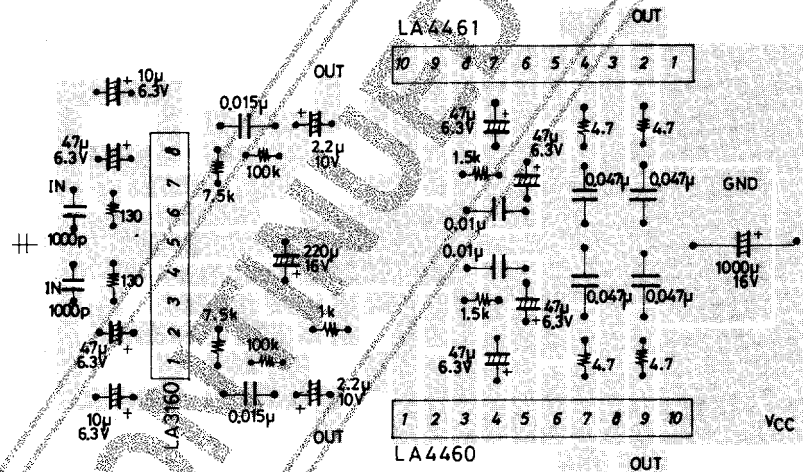 LA4461
OUT
10 9 8 7 6 5 4 3 2 1
10µ
6.3V
OUT
0.015µ
2.2µ
10V
47µ
6.3V
47µ
6.3V
4.7
4.7
47µ
6.3V
8 7 6 5 4 3 2 1
7.5k
100k
1.5k
IN
1000p
130
0.047µ
0.047µ
GND
0.01µ
220µ
16V
0.01µ
1000µ
16V
IN
1000p
130
0.047µ
0.047µ
1.5k
47µ
6.3V
7.5k
1k
47µ
6.3V
100k
47µ
6.3V
4.7
4.7
10µ
6.3V
LA3160
0.015µ
2.2µ
10V
OUT
1 2 3 4 5 6 7 8 9 10
VCC
LA4460
OUT